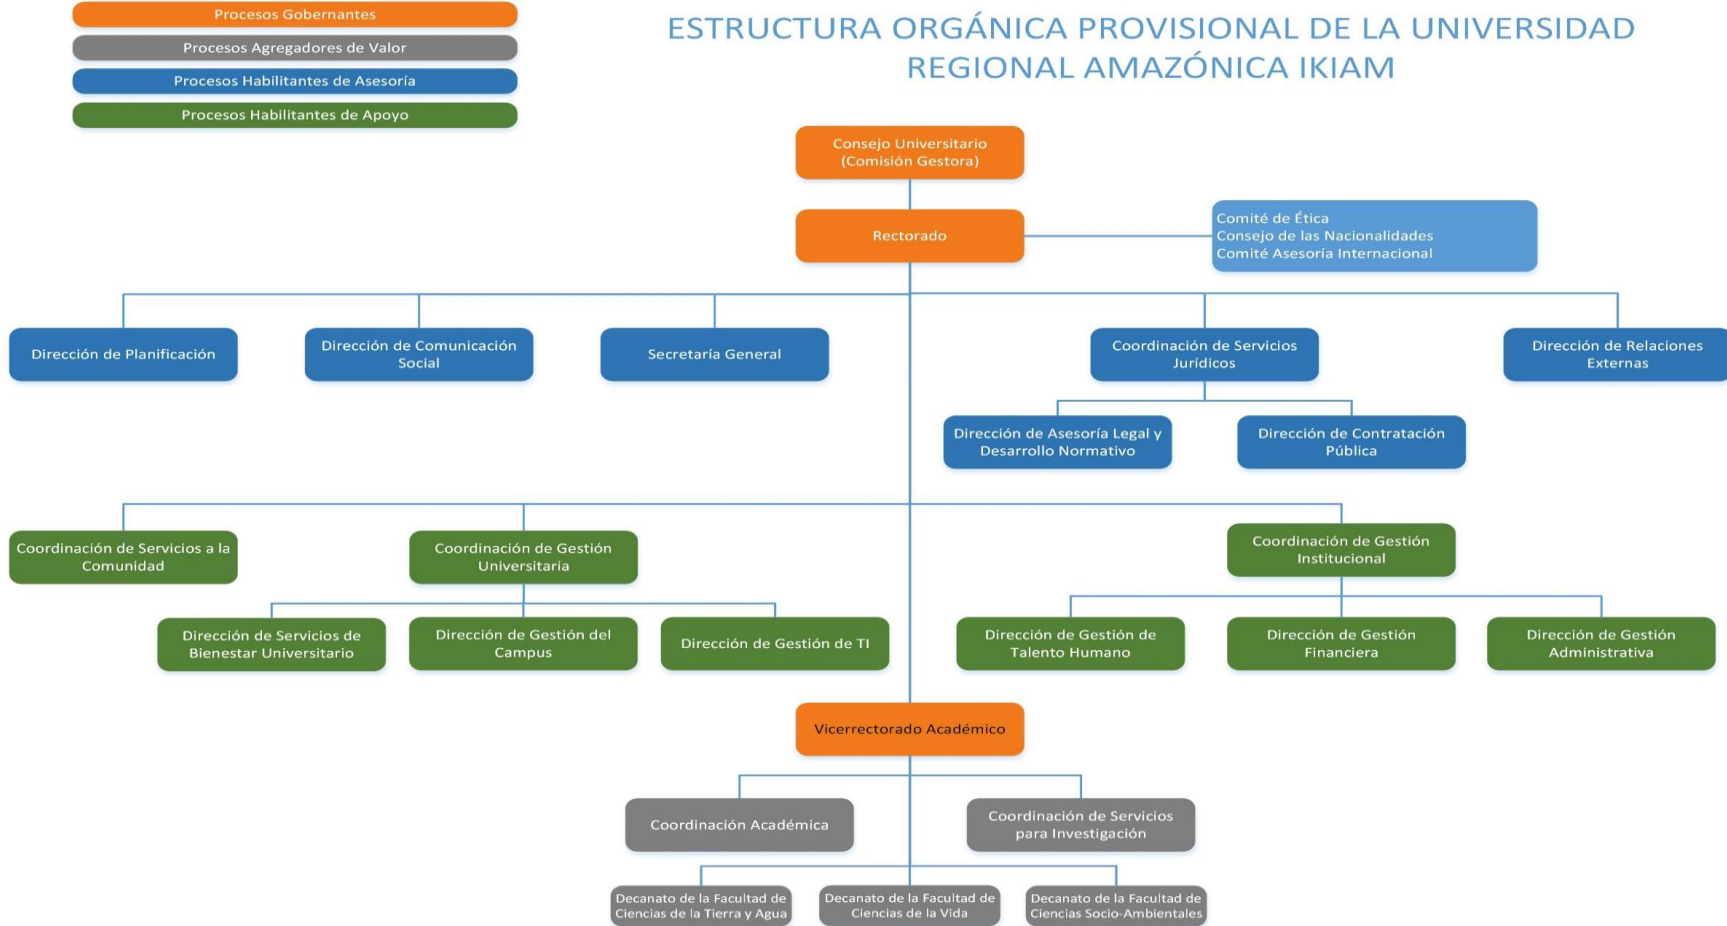 Procesos Gobernantes
Procesos Agregadores de Valor
Procesos Habilitantes de Asesoría
Procesos Habilitantes de Apoyo
ESTRUCTURA ORGÁNICA PROVISIONAL DE LA UNIVERSIDAD
REGIONAL AMAZÓNICA IKIAM
Consejo Universitario
(Comisión Gestora)
Rectorado
Comité de Ética
Consejo de las Nacionalidades
Comité Asesoría Internacional
Dirección de Planificación
Dirección de Comunicación
Social
Secretaría General
Coordinación de Servicios
Jurídicos
Dirección de Relaciones
Externas
Dirección de Asesoría Legal y
Desarrollo Normativo
Dirección de Contratación
Pública
Coordinación de Servicios a la
Comunidad
Coordinación de Gestión
Universitaria
Coordinación de Gestión
Institucional
Dirección de Servicios de
Bienestar Universitario
Dirección de Gestión del
Campus
Dirección de Gestión de TI
Dirección de Gestión de
Talento Humano
Dirección de Gestión
Financiera
Dirección de Gestión
Administrativa
Vicerrectorado Académico
Coordinación Académica
Coordinación de Servicios
para Investigación
Decanato de la Facultad de
Ciencias de la Tierra y Agua
Decanato de la Facultad de
Ciencias de la Vida
Decanato de la Facultad de
Ciencias Socio-Ambientales